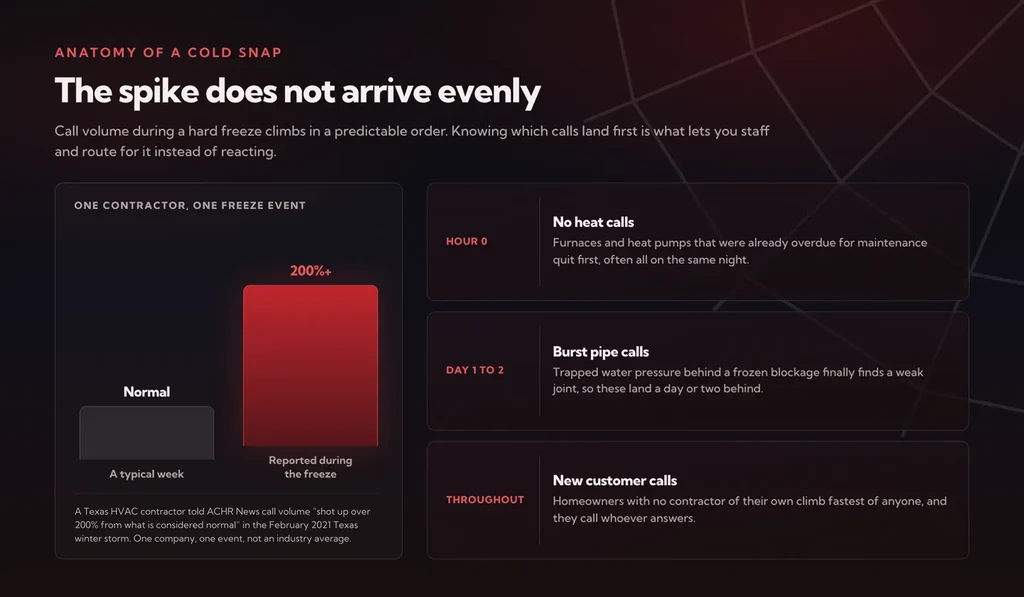 ANATOMY OF A COLD SNAP
The spike does not arrive evenly
Call volume during a hard freeze climbs in a predictable order. Knowing which calls land first is what lets you staff
and route for it instead of reacting.
ONE CONTRACTOR, ONE FREEZE EVENT
200%+
Normal
A typical week
Reported during
the freeze
A Texas HVAC contractor told ACHR News call volume "shot up over
200% from what is considered normal" in the February 2021 Texas
winter storm. One company, one event, not an industry average.
HOUR 0
No heat calls
Furnaces and heat pumps that were already overdue for maintenance
quit first, often all on the same night.
DAY 1 TO 2
Burst pipe calls
Trapped water pressure behind a frozen blockage finally finds a weak
joint, so these land a day or two behind.
THROUGHOUT
New customer calls
Homeowners with no contractor of their own climb fastest of anyone, and
they call whoever answers.